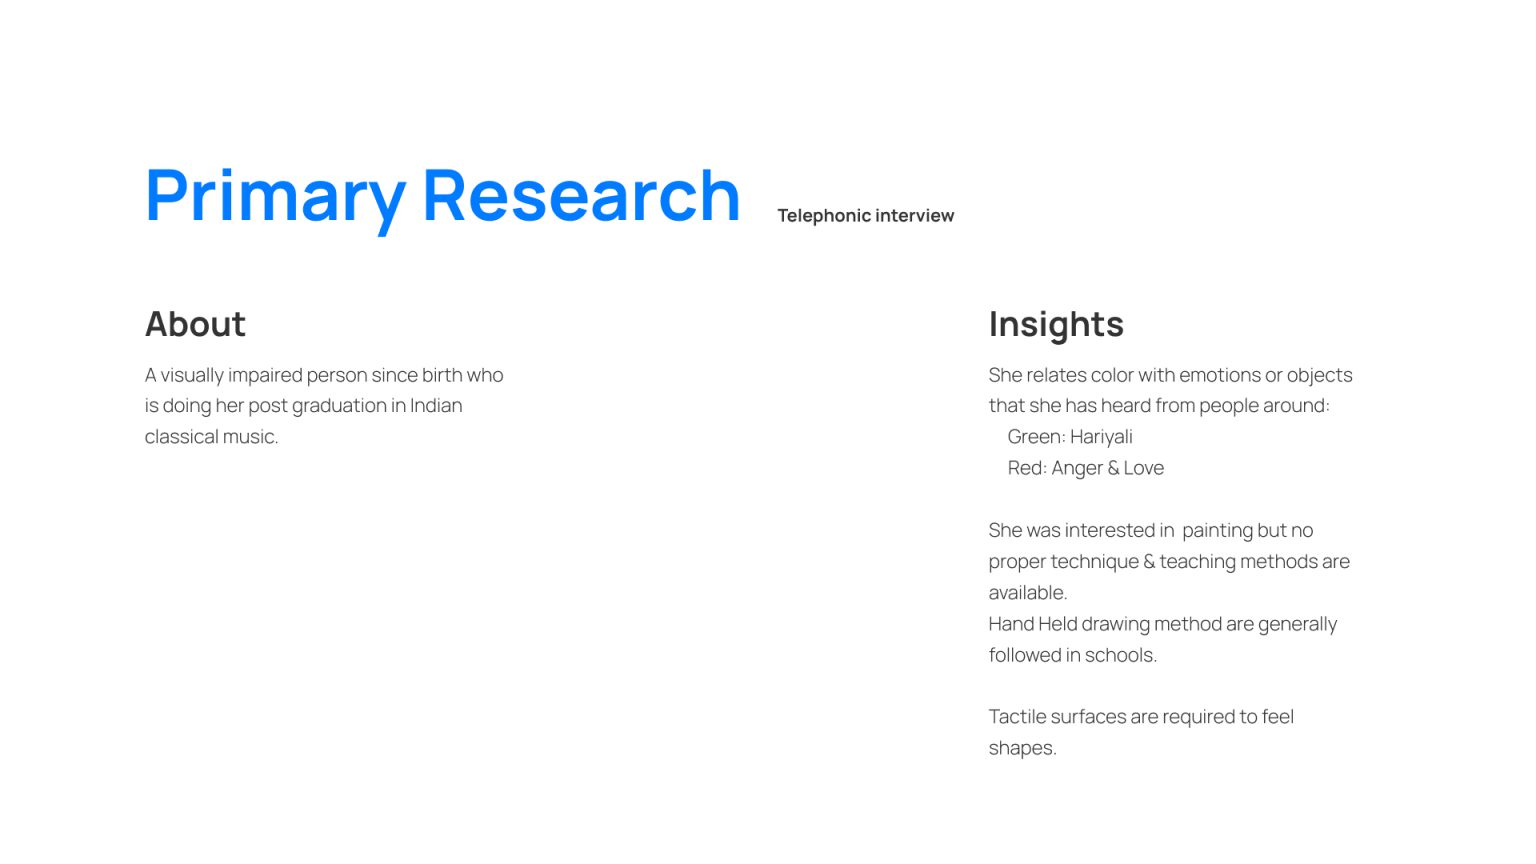 Primary Research
Telephonic interview
About
A visually impaired person since birth who
is doing her post graduation in Indian
classical music.
Insights
She relates color with emotions or objects
that she has heard from people around:
Green: Hariyali
Red: Anger & Love
She was interested in  painting but no
proper technique & teaching methods are
available.
Hand Held drawing method are generally
followed in schools.
Tactile surfaces are required to feel
shapes.